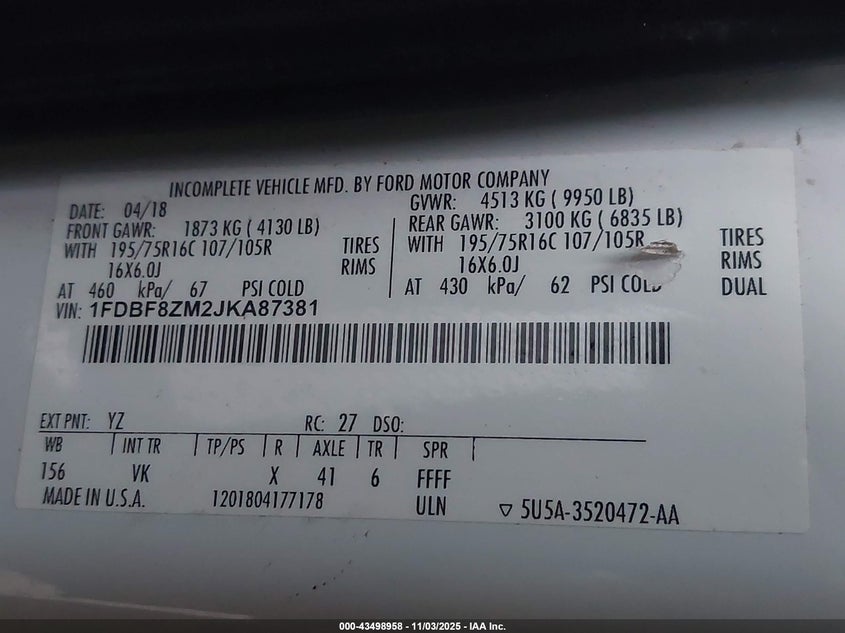 INCOMPLETE VEHICLE MFD. BY FORD MOTOR COMPANY
DATE: 04/18 GVWR: 4513 KG ( 9950 LB)
FRONT GAWR: 1873 KG ( 4130 LB) REAR GAWR: 3100 KG ( 6835 LB)
WITH 195/75R16C 107/105R TIRES WITH 195/75R16C 107/105R TIRES
16X6.0J RIMS 16X6.0J RIMS
AT 460 kPa/ 67 PSI COLD AT 430 kPa/ 62 PSI COLD DUAL
VIN: 1FDBF8ZM2JKA87381
EXT PNT: YZ RC: 27 DSO:
WB INT TR TP/PS R AXLE TR SPR
156 VK X 41 6 FFFF
MADE IN U.S.A. 1201804177178 ULN ▽ 5U5A-3520472-AA
000-43498958 - 11/03/2025 - IAA Inc.